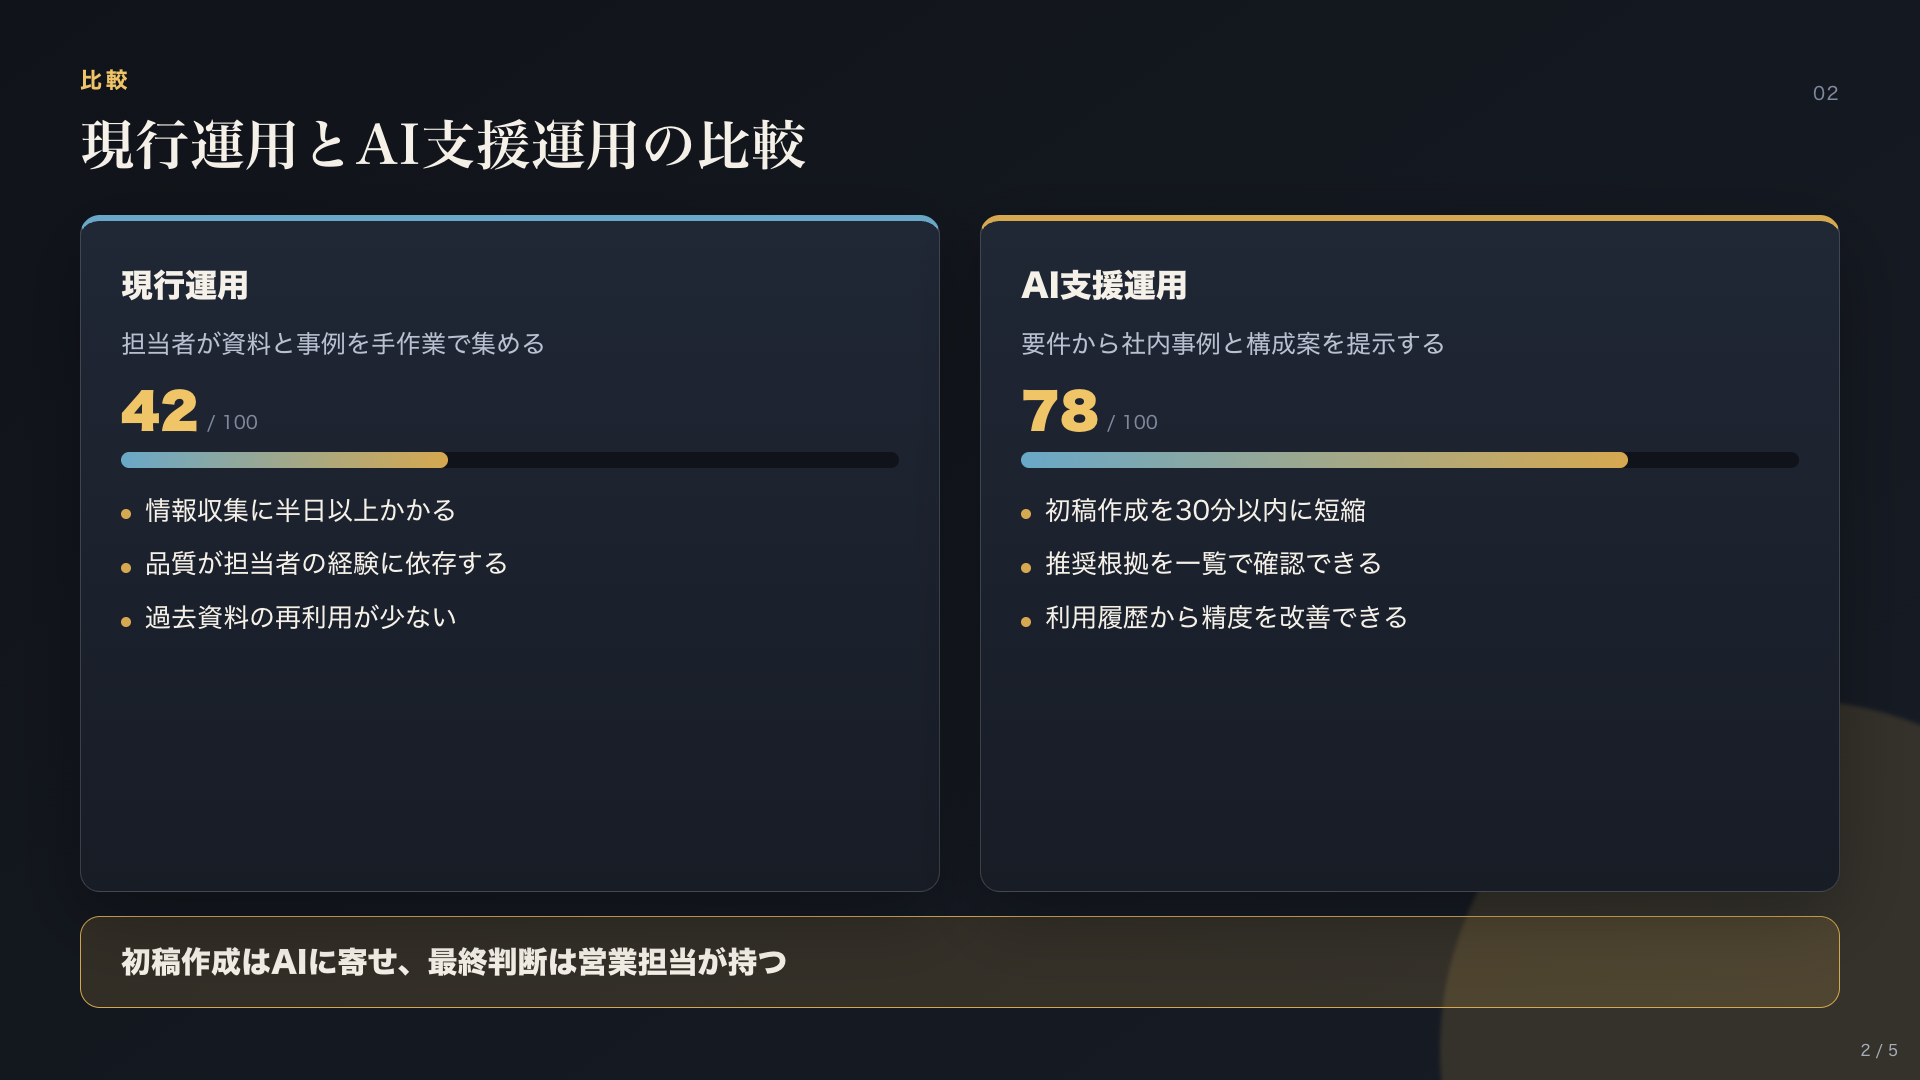 比較
02
現行運用とAI支援運用の比較
現行運用
担当者が資料と事例を手作業で集める
42 / 100
情報収集に半日以上かかる
品質が担当者の経験に依存する
過去資料の再利用が少ない
AI支援運用
要件から社内事例と構成案を提示する
78 / 100
初稿作成を30分以内に短縮
推奨根拠を一覧で確認できる
利用履歴から精度を改善できる
初稿作成はAIに寄せ、最終判断は営業担当が持つ
2 / 5